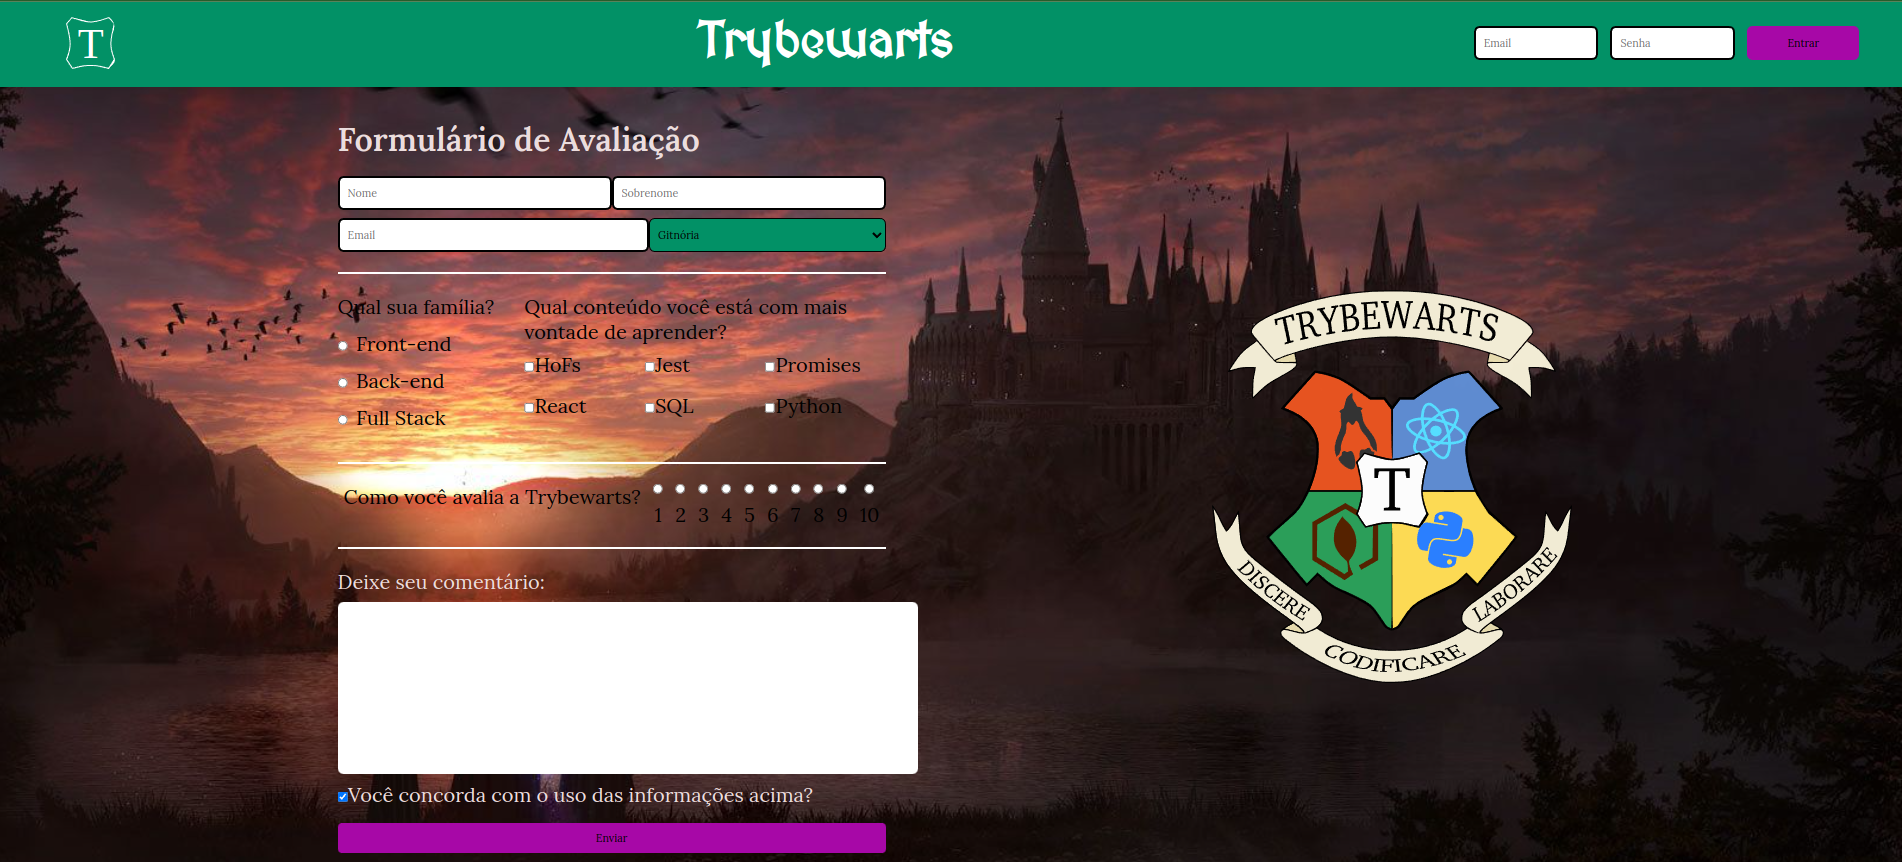 T
Trybewarts
Email
Senha
Entrar
Formulário de Avaliação
Nome
Sobrenome
Email
Gitnória
Qual sua família?
Front-end
Back-end
Full Stack
Qual conteúdo você está com mais
vontade de aprender?
HoFs Jest Promises
React SQL Python
Como você avalia a Trybewarts?
1 2 3 4 5 6 7 8 9 10
Deixe seu comentário:
Você concorda com o uso das informações acima?
Enviar
TRYBEWARTS
T
DISCERE
CODIFICARE
LABORARE